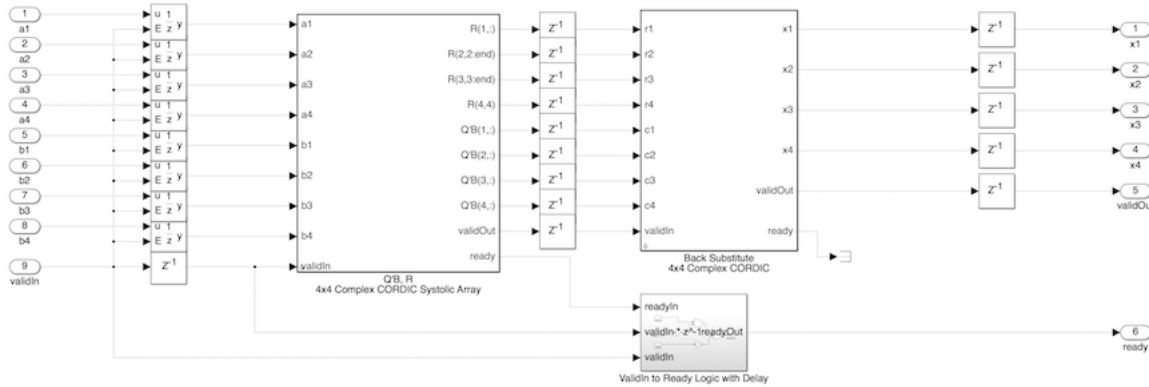 1
a1
2
a2
3
a3
4
a4
5
b1
6
b2
7
b3
8
b4
9
validIn
u 1
E z y
u 1
E z y
u 1
E z y
u 1
E z y
u 1
E z y
u 1
E z y
u 1
E z y
u 1
E z y
Z-1
a1
a2
a3
a4
b1
b2
b3
b4
validIn
R(1,:)
R(2,2:end)
R(3,3:end)
R(4,4)
Q'B(1,:)
Q'B(2,:)
Q'B(3,:)
Q'B(4,:)
validOut
ready
Q'B, R
4x4 Complex CORDIC Systolic Array
Z-1
Z-1
Z-1
Z-1
Z-1
Z-1
Z-1
Z-1
Z-1
r1
r2
r3
r4
c1
c2
c3
c4
validIn
x1
x2
x3
x4
validOut
ready
Back Substitute
4x4 Complex CORDIC
Z-1
Z-1
Z-1
Z-1
Z-1
1
x1
2
x2
3
x3
4
x4
5
validOu
6
ready
readyIn
validIn * z^-1readyOut
validIn
ValidIn to Ready Logic with Delay